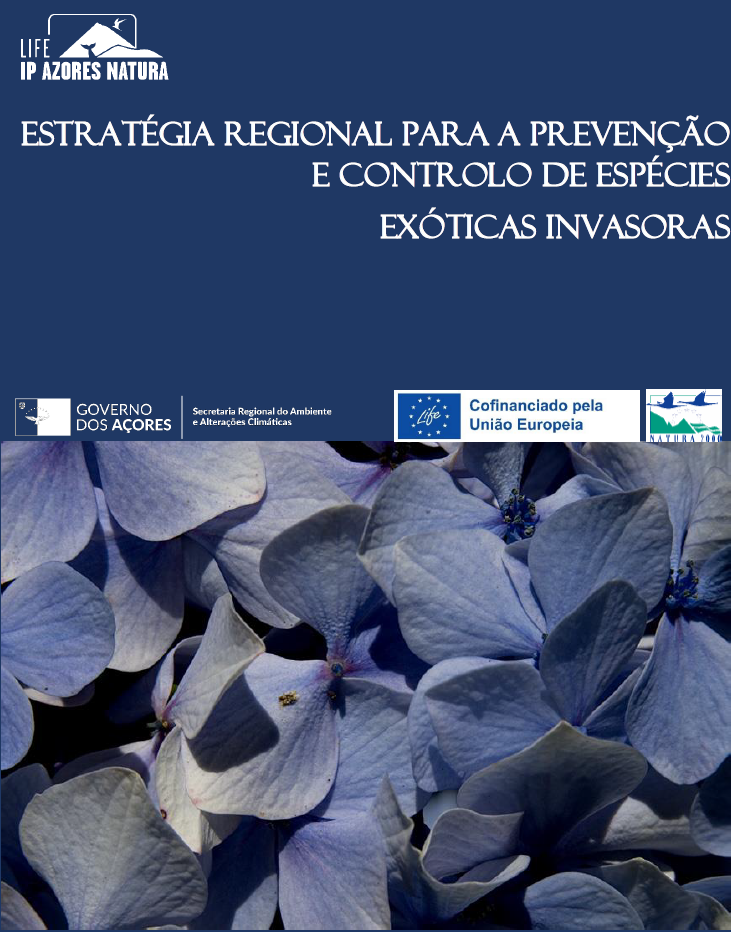 LIFE
IP AZORES NATURA
ESTRATÉGIA REGIONAL PARA A PREVENÇÃO
E CONTROLO DE ESPÉCIES
EXÓTICAS INVASORAS
GOVERNO
DOS AÇORES
Secretaria Regional do Ambiente
e Alterações Climáticas
Life
Cofinanciado pela
União Europeia
NATURA 2000